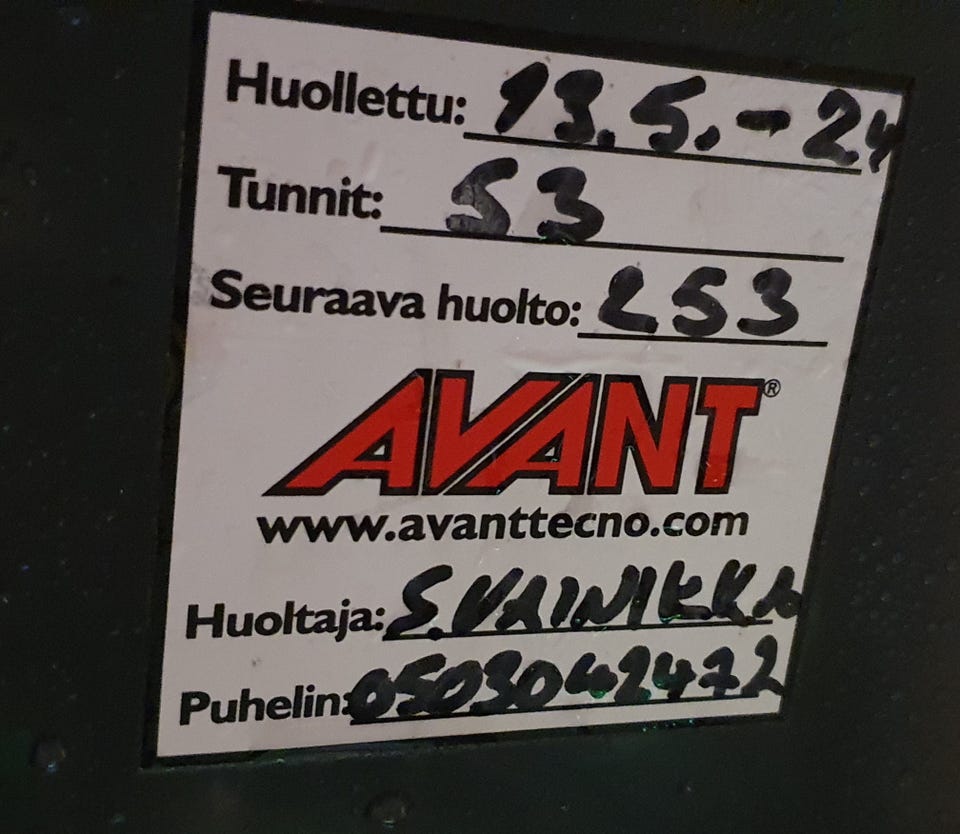 Huollettu: 13.5.-24
Tunnit: 53
Seuraava huolto: 253
AVANT®
www.avanttecno.com
Huoltaja: S.VAINIKKA
Puhelin: 0503042472